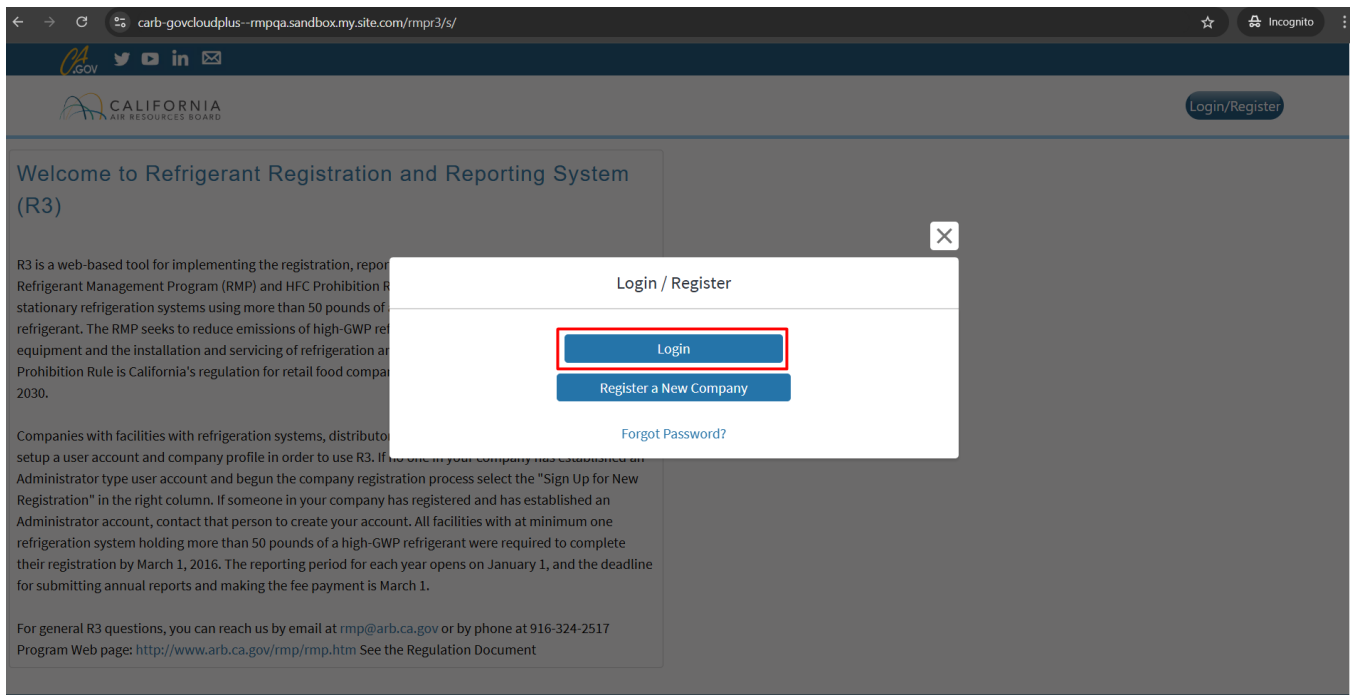 carb-govcloudplus--rmpqa.sandbox.my.site.com/rmpr3/s/
Incognito
CA
.GOV
in
CALIFORNIA
AIR RESOURCES BOARD
Login/Register
Welcome to Refrigerant Registration and Reporting System
(R3)
R3 is a web-based tool for implementing the registration, repor
Refrigerant Management Program (RMP) and HFC Prohibition R
stationary refrigeration systems using more than 50 pounds of
refrigerant. The RMP seeks to reduce emissions of high-GWP ref
equipment and the installation and servicing of refrigeration ar
Prohibition Rule is California's regulation for retail food compa
2030.
Login / Register
Login
Register a New Company
Forgot Password?
Companies with facilities with refrigeration systems, distributo
setup a user account and company profile in order to use R3. If no one in your company has established an
Administrator type user account and begun the company registration process select the "Sign Up for New
Registration" in the right column. If someone in your company has registered and has established an
Administrator account, contact that person to create your account. All facilities with at minimum one
refrigeration system holding more than 50 pounds of a high-GWP refrigerant were required to complete
their registration by March 1, 2016. The reporting period for each year opens on January 1, and the deadline
for submitting annual reports and making the fee payment is March 1.
For general R3 questions, you can reach us by email at rmp@arb.ca.gov or by phone at 916-324-2517
Program Web page: http://www.arb.ca.gov/rmp/rmp.htm See the Regulation Document